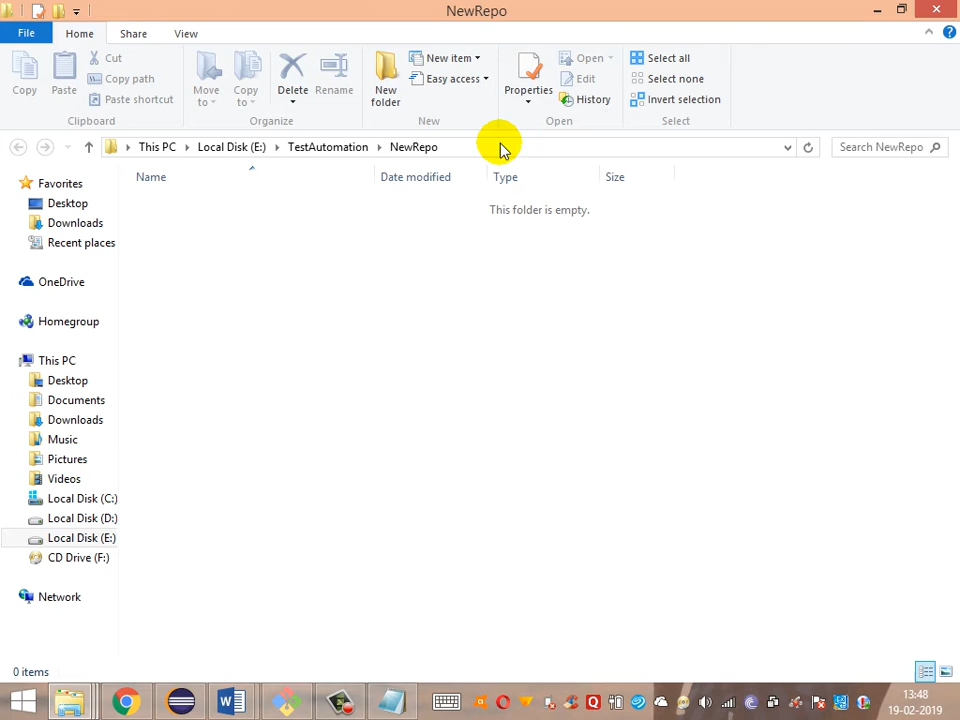 NewRepo
File Home Share View
Copy
Paste
Cut
Copy path
Paste shortcut
Clipboard
Move to
Copy to
Delete
Rename
Organize
New folder
New item
Easy access
New
Properties
Open
Edit
History
Open
Select all
Select none
Invert selection
Select
This PC Local Disk (E:) TestAutomation NewRepo
Search NewRepo
Name Date modified Type Size
This folder is empty.
Favorites
Desktop
Downloads
Recent places
OneDrive
Homegroup
This PC
Desktop
Documents
Downloads
Music
Pictures
Videos
Local Disk (C:)
Local Disk (D:)
Local Disk (E:)
CD Drive (F:)
Network
0 items
13:48
19-02-2019